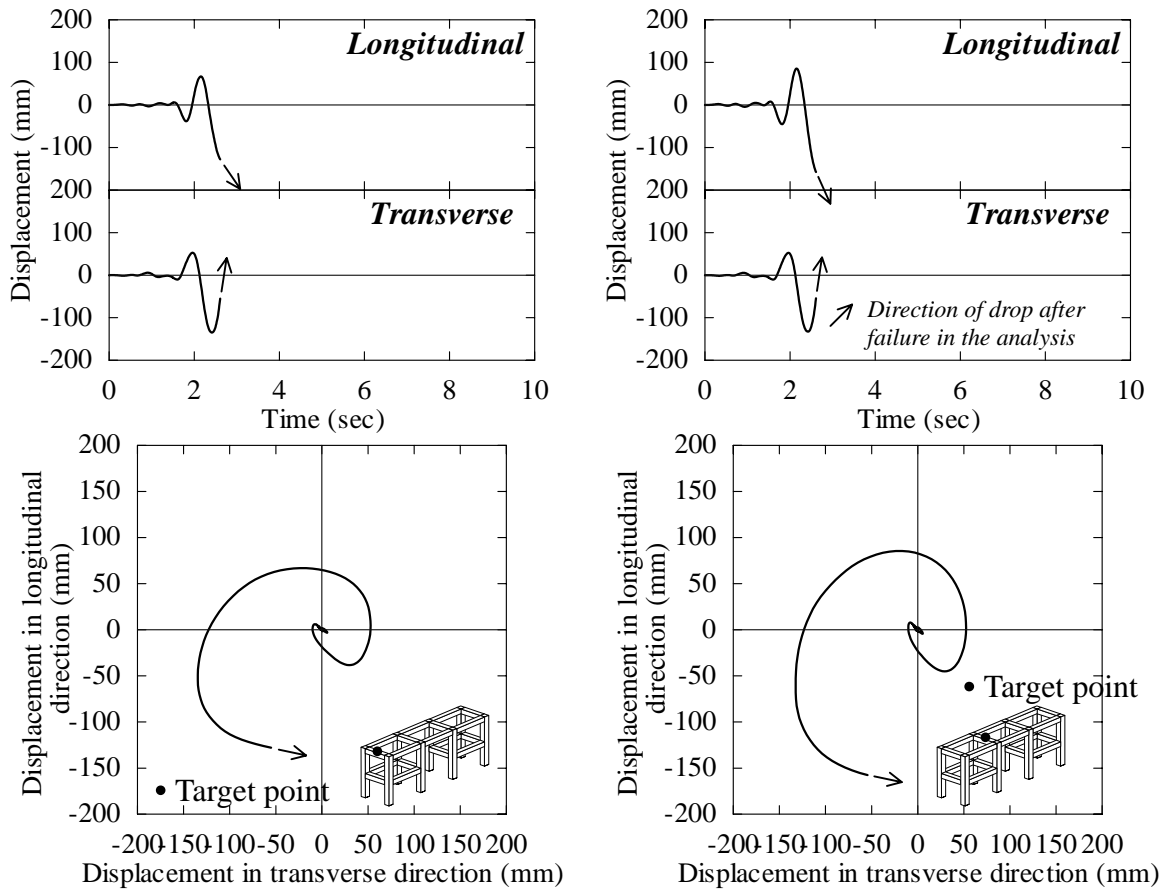 200
100
0
-100
200
100
0
-100
-200
Displacement (mm)
Longitudinal
Transverse
0 2 4 6 8 10
Time (sec)
200
100
0
-100
200
100
0
-100
-200
Displacement (mm)
Longitudinal
Transverse
Direction of drop after
failure in the analysis
0 2 4 6 8 10
Time (sec)
200
150
100
50
0
-50
-100
-150
-200
Displacement in longitudinal
direction (mm)
Target point
-200 -150 -100 -50 0 50 100 150 200
Displacement in transverse direction (mm)
200
150
100
50
0
-50
-100
-150
-200
Displacement in longitudinal
direction (mm)
Target point
-200 -150 -100 -50 0 50 100 150 200
Displacement in transverse direction (mm)